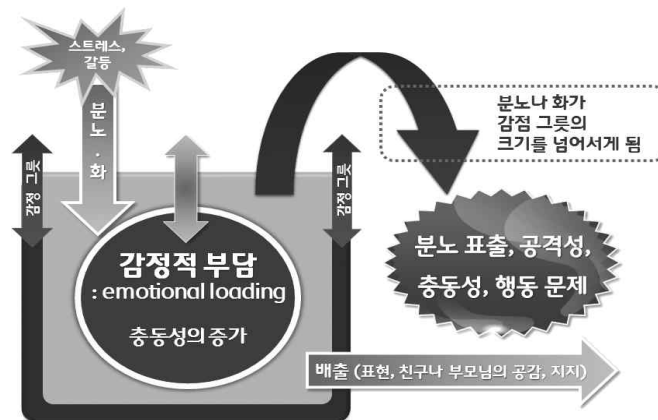 스트레스,
갈등
분노 · 화
감정 그릇
감정 그릇
분노나 화가
감점 그릇의
크기를 넘어서게 됨
감정적 부담
: emotional loading
충동성의 증가
분노 표출, 공격성,
충동성, 행동 문제
배출 (표현, 친구나 부모님의 공감, 지지)